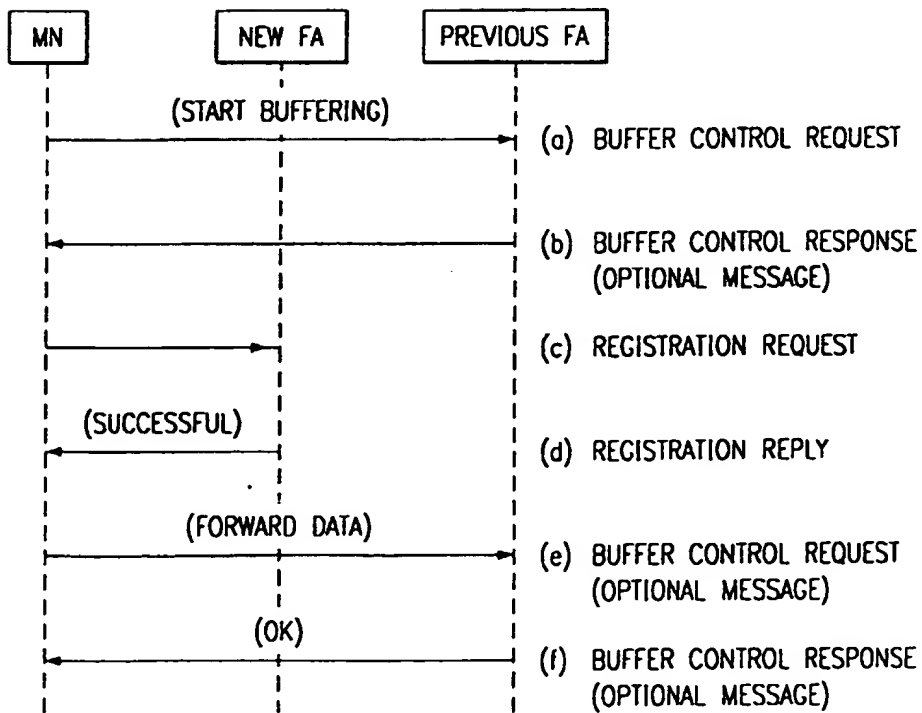 MN
NEW FA
PREVIOUS FA
(START BUFFERING)
(a) BUFFER CONTROL REQUEST
(b) BUFFER CONTROL RESPONSE
(OPTIONAL MESSAGE)
(c) REGISTRATION REQUEST
(SUCCESSFUL)
(d) REGISTRATION REPLY
(FORWARD DATA)
(e) BUFFER CONTROL REQUEST
(OPTIONAL MESSAGE)
(OK)
(f) BUFFER CONTROL RESPONSE
(OPTIONAL MESSAGE)